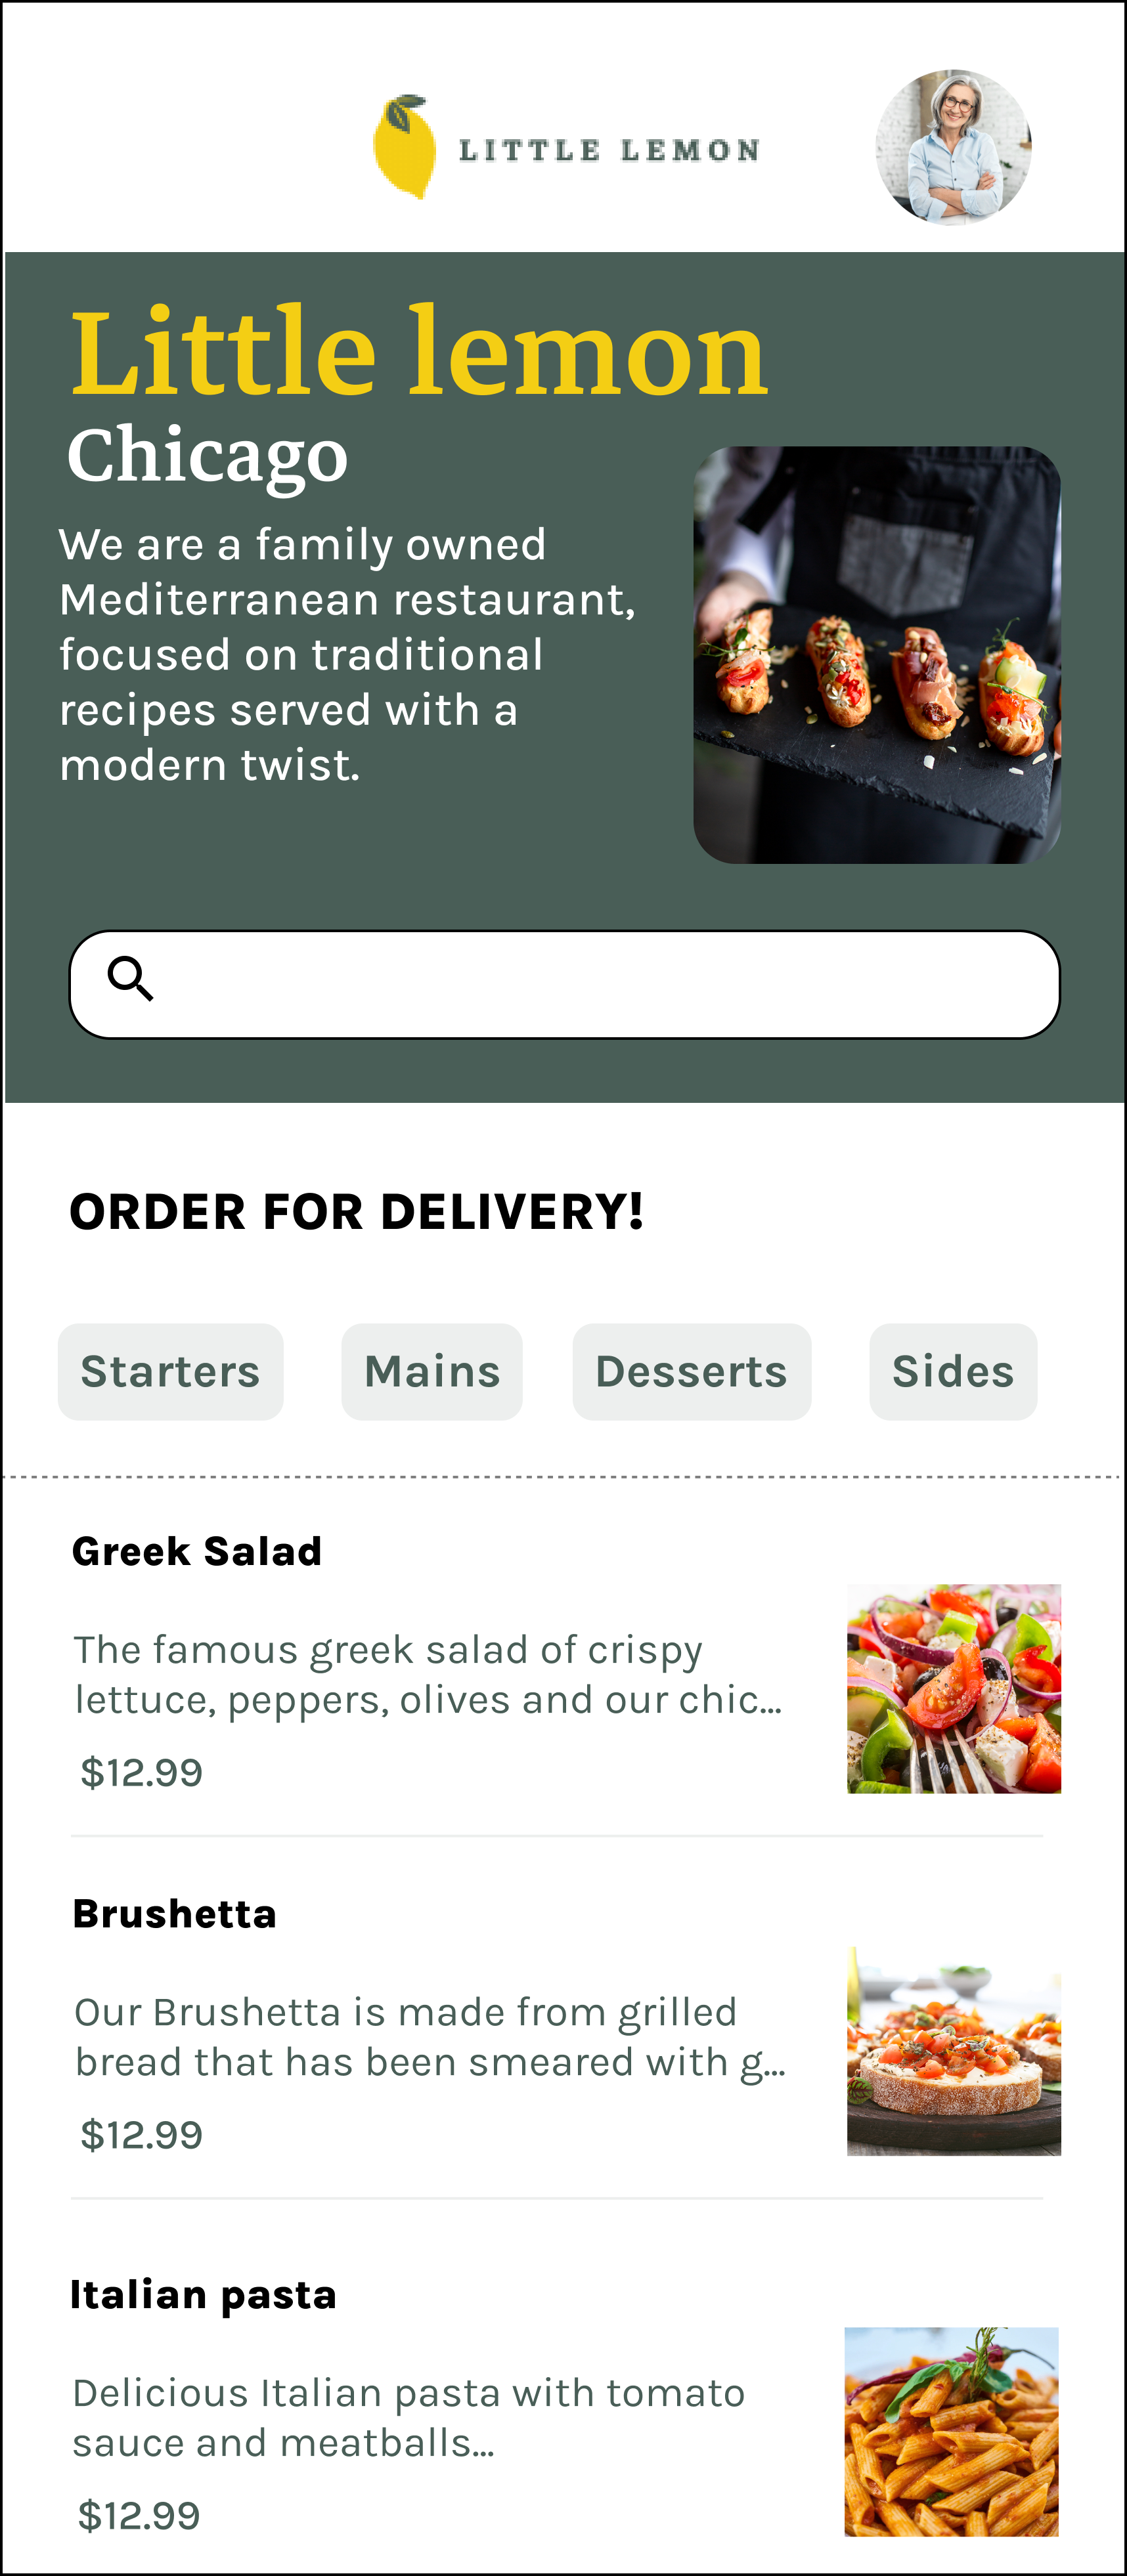 LITTLE LEMON
Little lemon
Chicago
We are a family owned
Mediterranean restaurant,
focused on traditional
recipes served with a
modern twist.
ORDER FOR DELIVERY!
Starters Mains Desserts Sides
Greek Salad
The famous greek salad of crispy
lettuce, peppers, olives and our chic...
$12.99
Brushetta
Our Brushetta is made from grilled
bread that has been smeared with g...
$12.99
Italian pasta
Delicious Italian pasta with tomato
sauce and meatballs...
$12.99